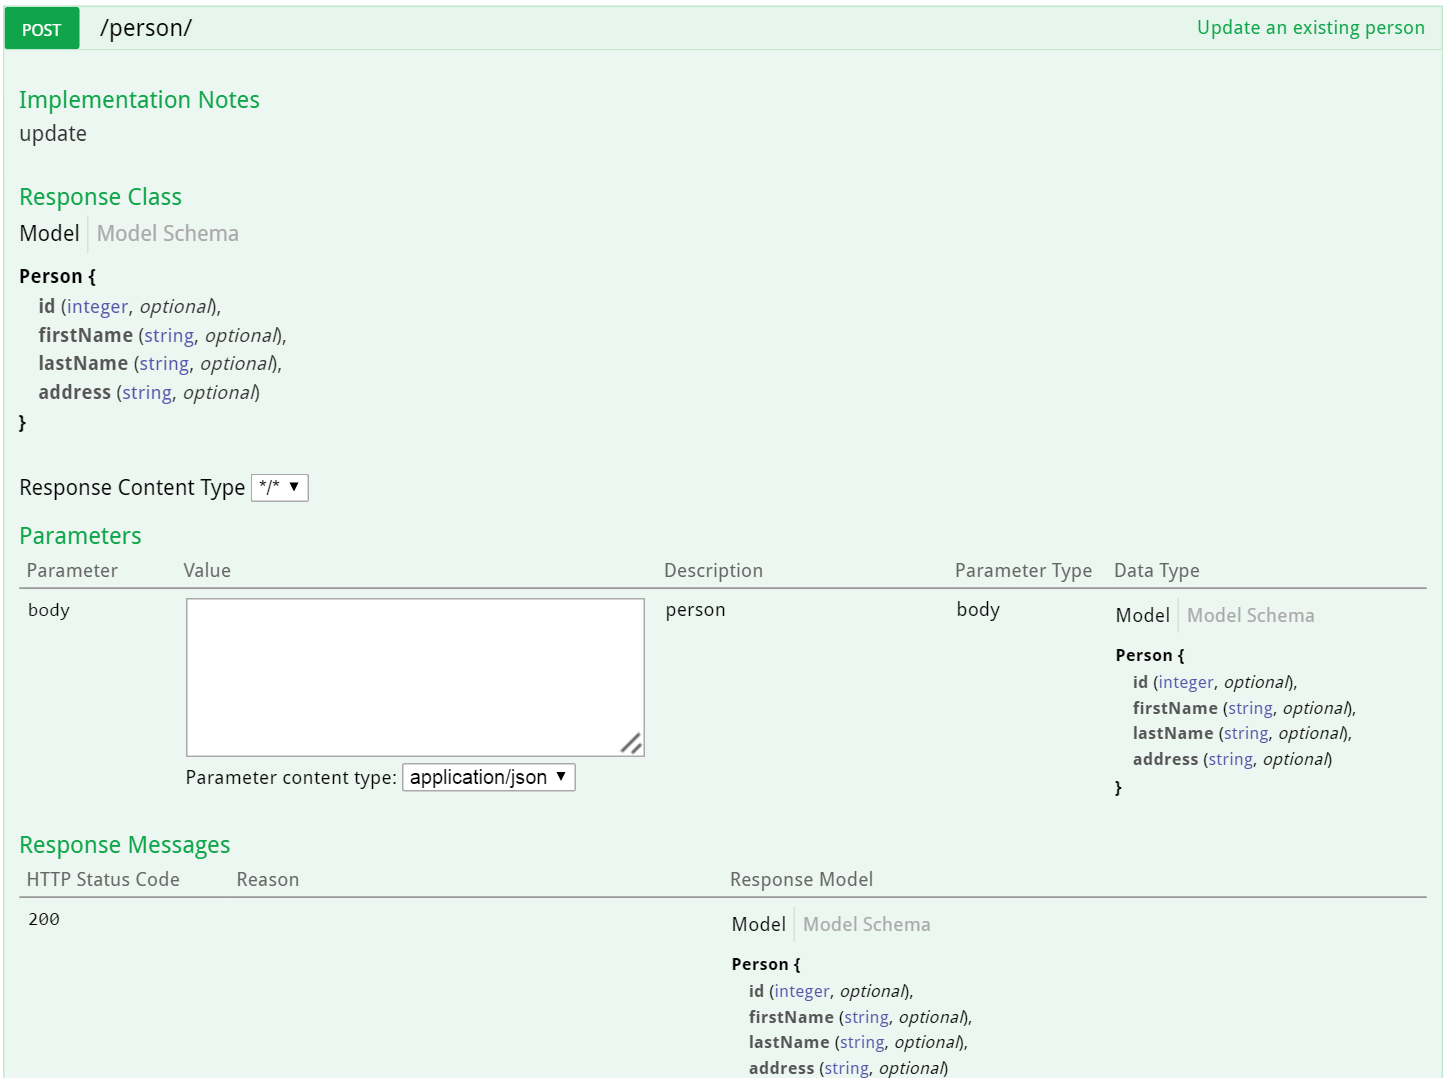 POST /person/ Update an existing person
Implementation Notes
update
Response Class
Model Model Schema
Person {
id (integer, optional),
firstName (string, optional),
lastName (string, optional),
address (string, optional)
}
Response Content Type */*
Parameters
Parameter Value Description Parameter Type Data Type
body person body Model Model Schema
Person {
id (integer, optional),
firstName (string, optional),
lastName (string, optional),
address (string, optional)
}
Parameter content type: application/json
Response Messages
HTTP Status Code Reason Response Model
200 Model Model Schema
Person {
id (integer, optional),
firstName (string, optional),
lastName (string, optional),
address (string, optional)